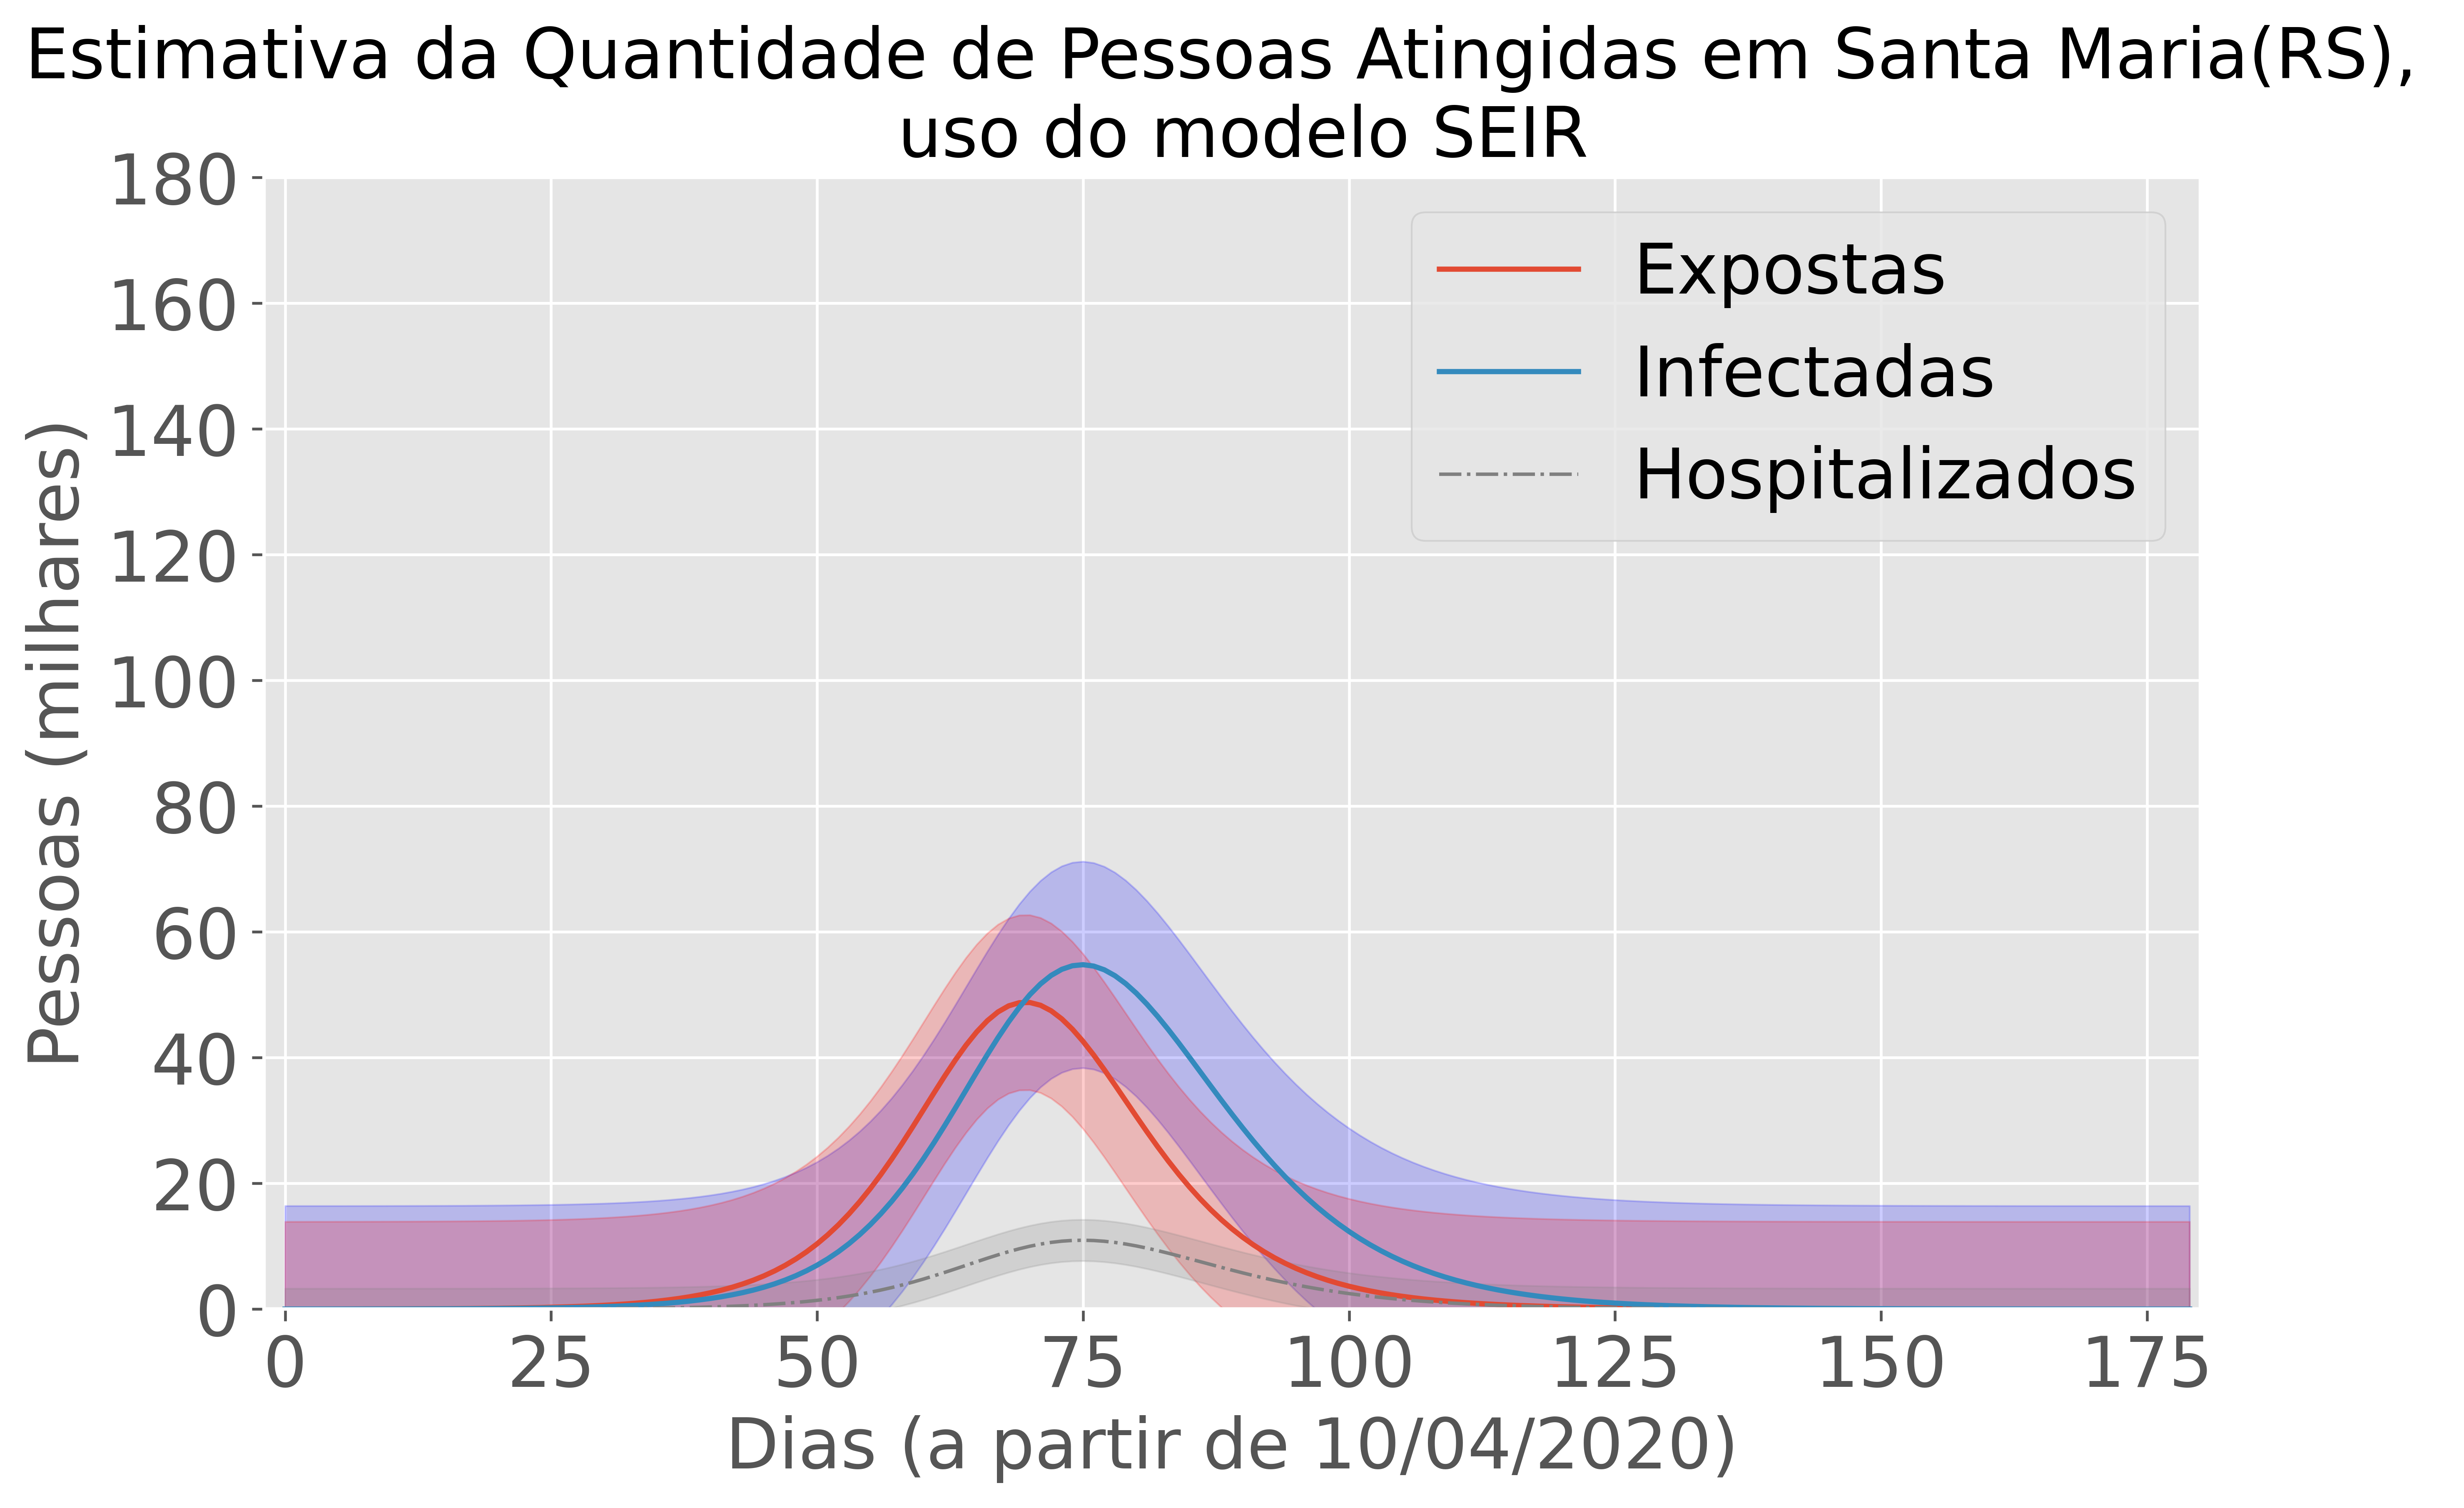 Estimativa da Quantidade de Pessoas Atingidas em Santa Maria(RS),
uso do modelo SEIR
Pessoas (milhares)
180
160
140
120
100
80
60
40
20
0
Expostas
Infectadas
Hospitalizados
0 25 50 75 100 125 150 175
Dias (a partir de 10/04/2020)